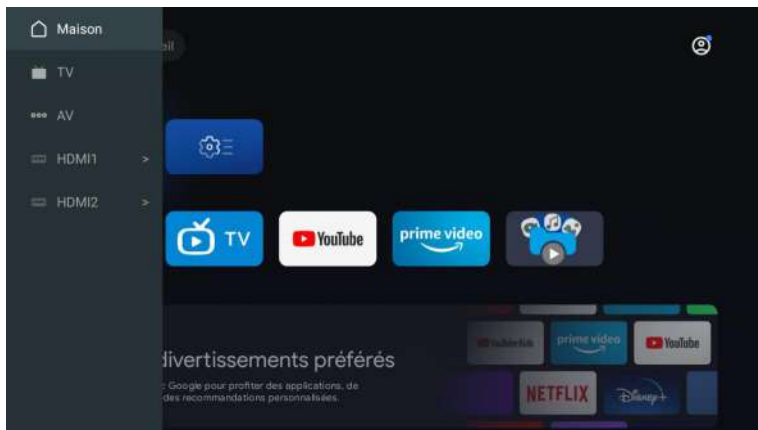 Maison
eil
TV
AV
HDMI1 >
HDMI2 >
TV
YouTube
prime video
prime video
YouTube
divertissements préférés
: Google pour profiter des applications, de
des recommandations personnalisées.
NETFLIX
Disney+